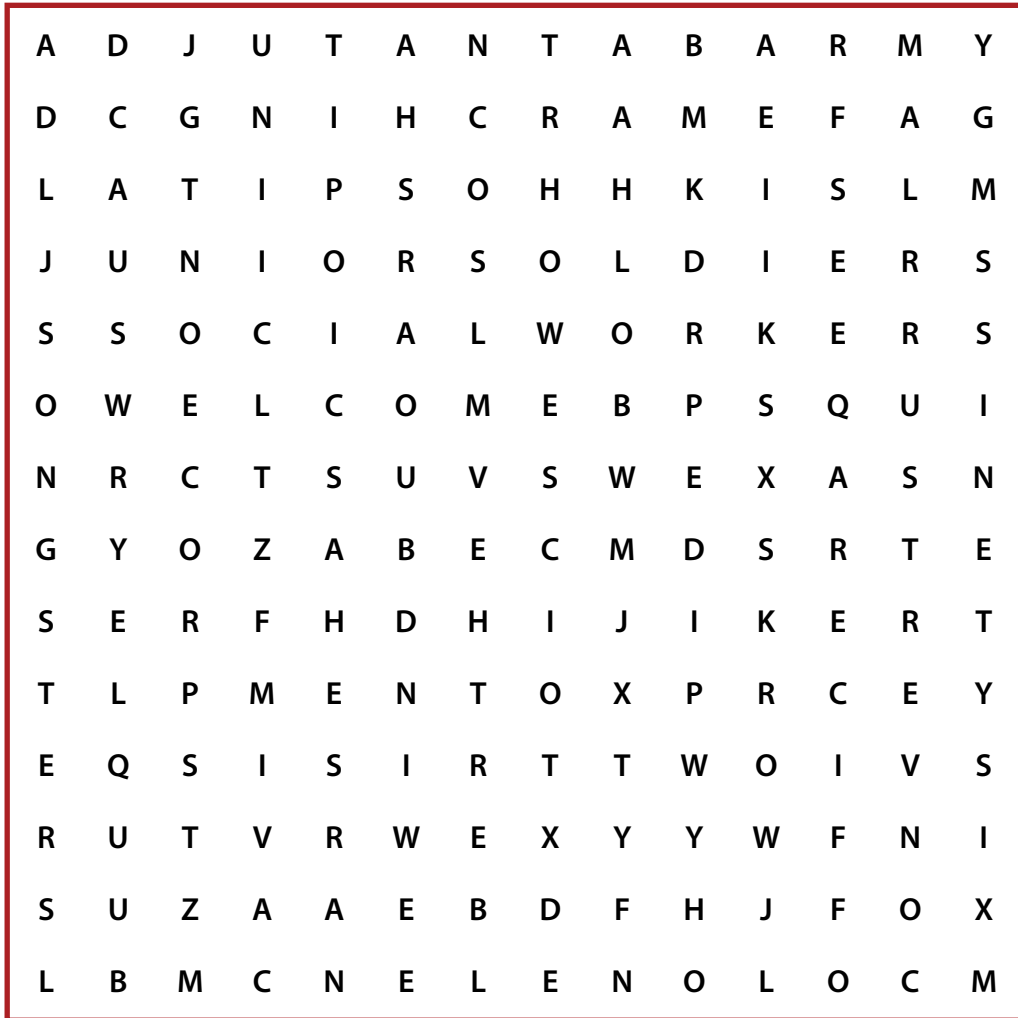 A D J U T A N T A B A R M Y
D C G N I H C R A M E F A G
L A T I P S O H H K I S L M
J U N I O R S O L D I E R S
S S O C I A L W O R K E R S
O W E L C O M E B P S Q U I
N R C T S U V S W E X A S N
G Y O Z A B E C M D S R T E
S E R F H D H I J I K E R T
T L P M E N T O X P R C E Y
E Q S I S I R T T W O I V S
R U T V R W E X Y Y W F N I
S U Z A A E B D F H J F O X
L B M C N E L E N O L O C M